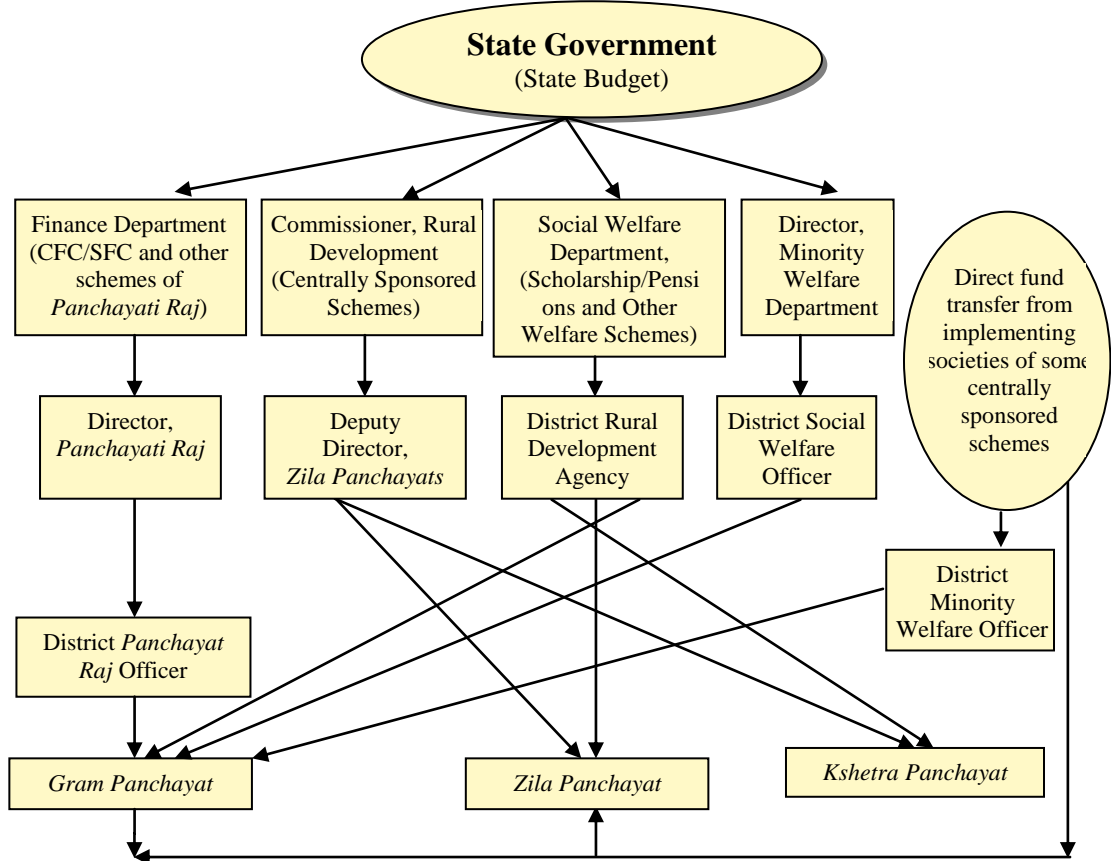 State Government
(State Budget)
Finance Department
(CFC/SFC and other
schemes of
Panchayati Raj)
Commissioner, Rural
Development
(Centrally Sponsored
Schemes)
Social Welfare
Department,
(Scholarship/Pensi
ons and Other
Welfare Schemes)
Director,
Minority
Welfare
Department
Direct fund
transfer from
implementing
societies of some
centrally
sponsored
schemes
Director,
Panchayati Raj
Deputy
Director,
Zila Panchayats
District Rural
Development
Agency
District Social
Welfare
Officer
District
Minority
Welfare Officer
District Panchayat
Raj Officer
Gram Panchayat
Zila Panchayat
Kshetra Panchayat